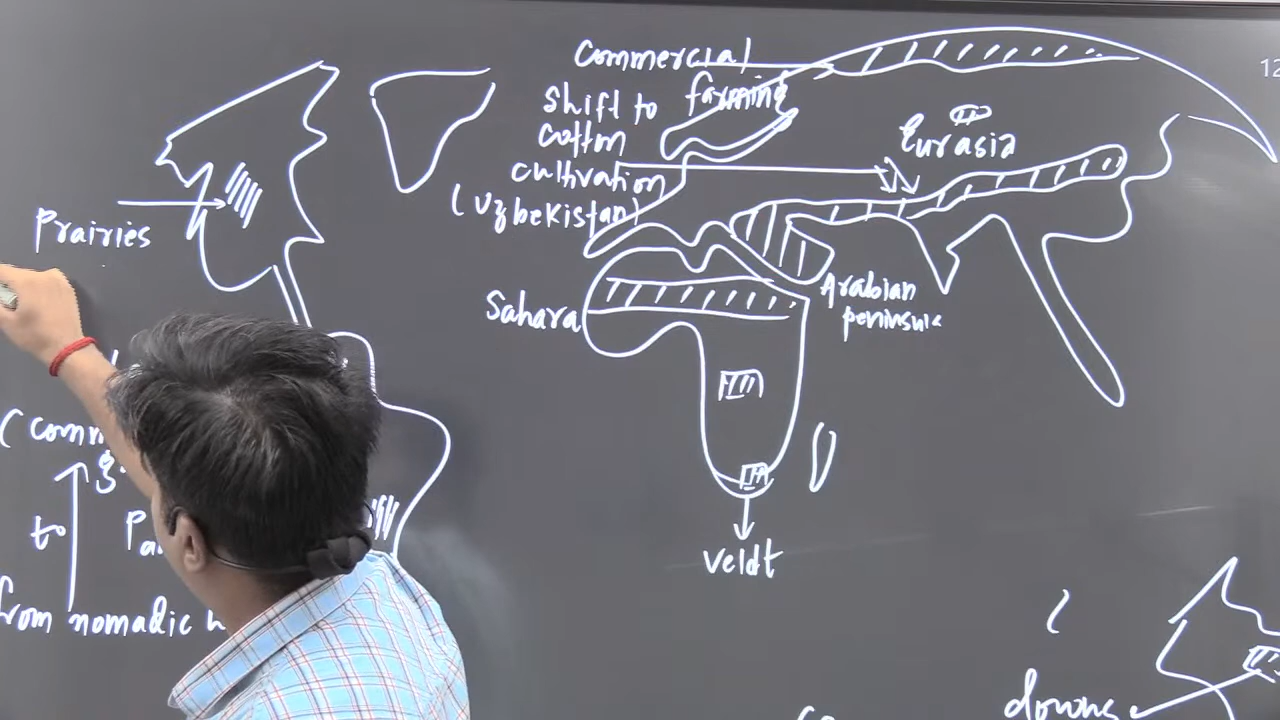 Commercial
farming
Shift to
cotton
cultivation
(Uzbekistan)
12
Eurasia
Prairies
Sahara
Arabian
peninsula
(Comm
to
Pa
from nomadic h
Veldt
downs